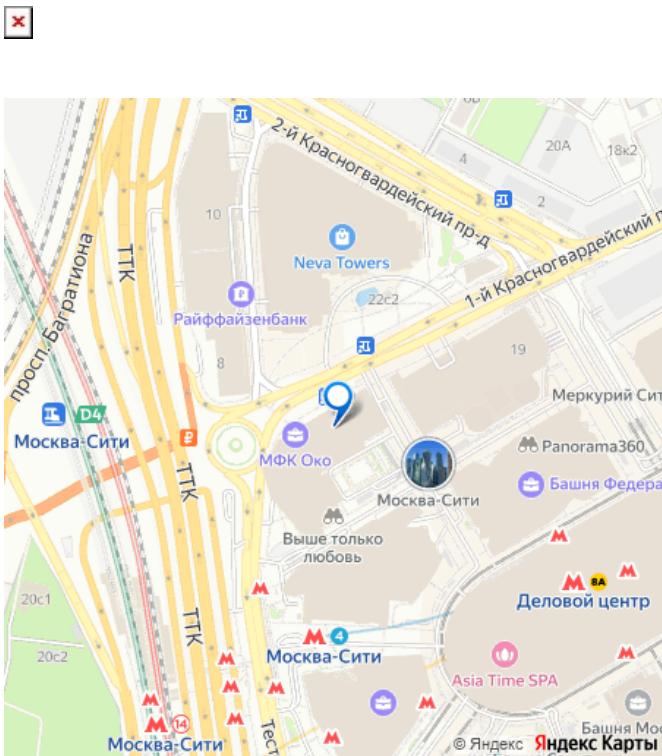 6В
20А
18к2
4
2-й Красногвардейский пр-д
2
10
Neva Towers
1-й Красногвардейский п
ТТК
просп. Багратиона
22с2
Райффайзенбанк
19
8
Меркурий Сит
D4
Москва-Сити
МФК Око
Panorama360
ТТК
Башня Федера
Москва-Сити
Выше только
любовь
8А
Деловой центр
20с1
ТТК
4
20с2
Москва-Сити
Asia Time SPA
14
Москва-Сити
Тест
Башня Мо
© Яндекс Яндекс Карты